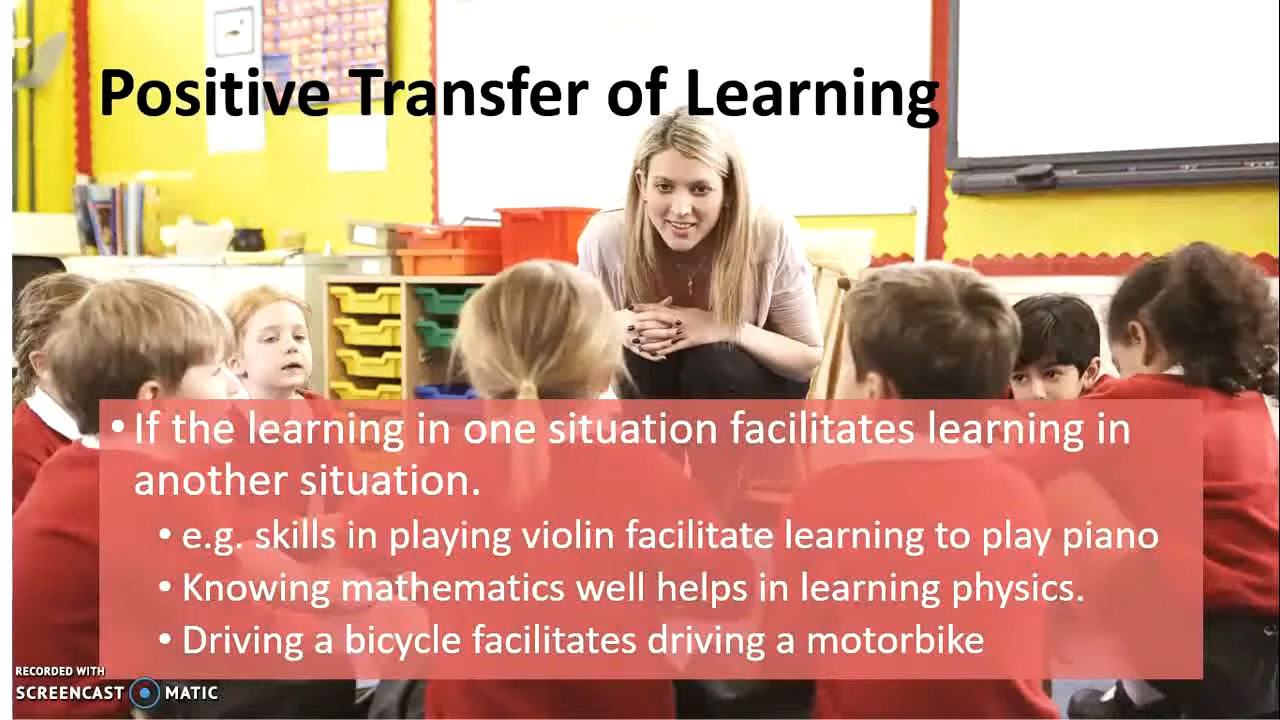 Positive Transfer of Learning
• If the learning in one situation facilitates learning in
another situation.
• e.g. skills in playing violin facilitate learning to play piano
• Knowing mathematics well helps in learning physics.
• Driving a bicycle facilitates driving a motorbike
RECORDED WITH
SCREENCAST MATIC